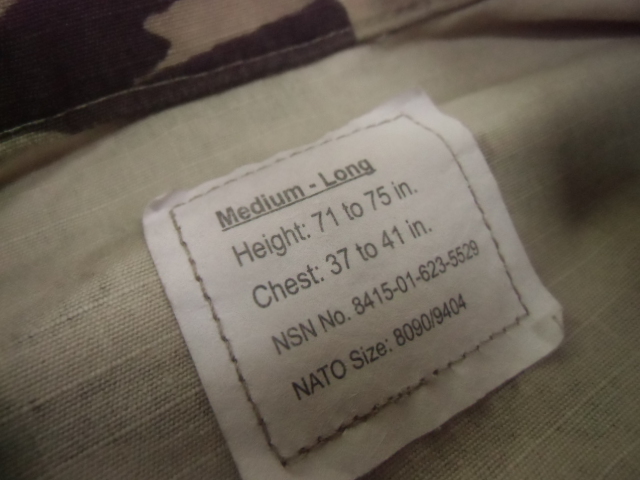 Medium - Long
Height: 71 to 75 in.
Chest: 37 to 41 in.
NSN No. 8415-01-623-5529
NATO Size: 8090/9404